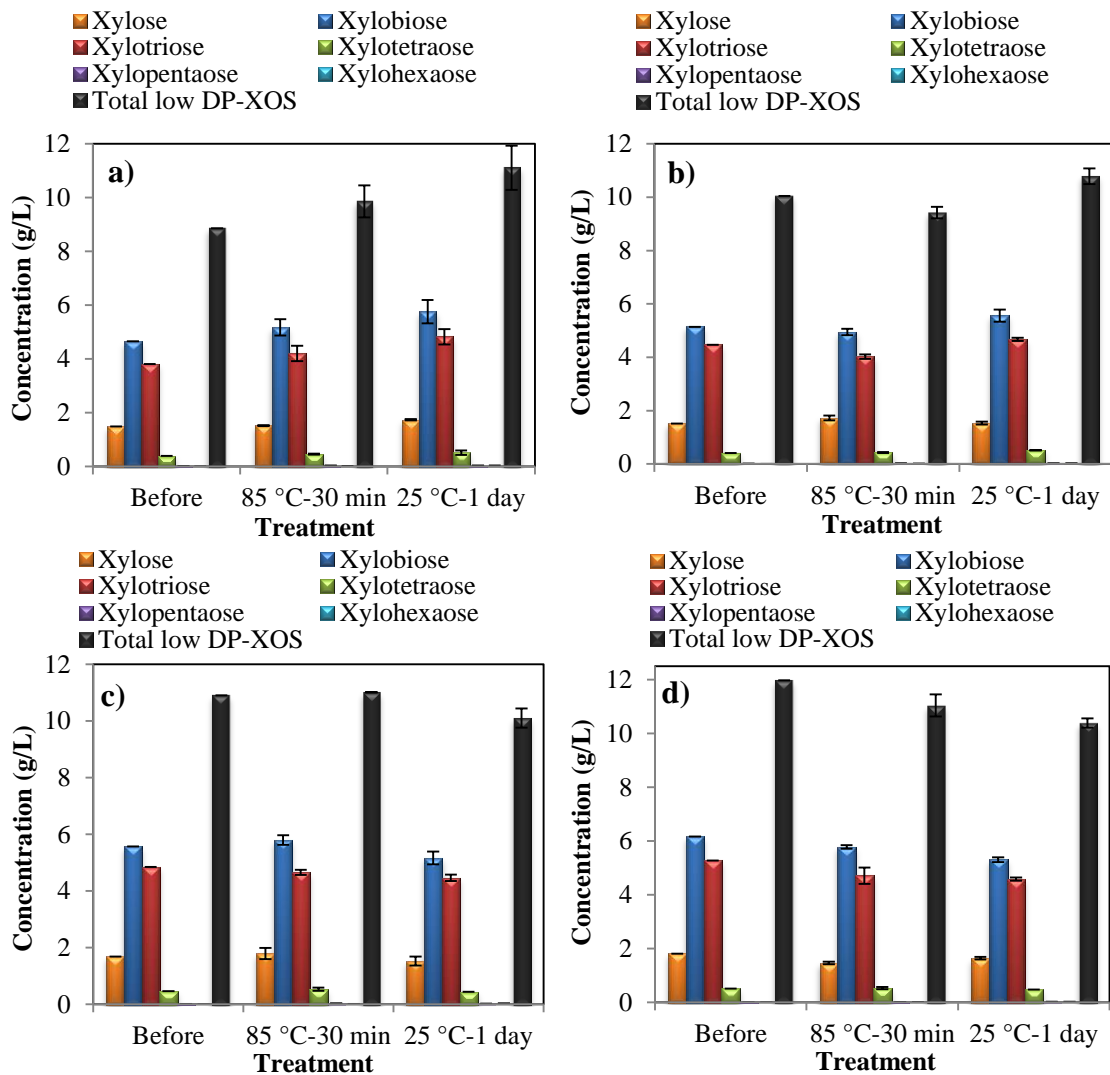 Xylose Xylobiose
Xylotriose Xylotetraose
Xylopentaose Xylohexaose
Total low DP-XOS
a)
Concentration (g/L)
12
10
8
6
4
2
0
Before 85 °C-30 min 25 °C-1 day
Treatment
Xylose Xylobiose
Xylotriose Xylotetraose
Xylopentaose Xylohexaose
Total low DP-XOS
b)
Concentration (g/L)
12
10
8
6
4
2
0
Before 85 °C-30 min 25 °C-1 day
Treatment
Xylose Xylobiose
Xylotriose Xylotetraose
Xylopentaose Xylohexaose
Total low DP-XOS
c)
Concentration (g/L)
12
10
8
6
4
2
0
Before 85 °C-30 min 25 °C-1 day
Treatment
Xylose Xylobiose
Xylotriose Xylotetraose
Xylopentaose Xylohexaose
Total low DP-XOS
d)
Concentration (g/L)
12
10
8
6
4
2
0
Before 85 °C-30 min 25 °C-1 day
Treatment